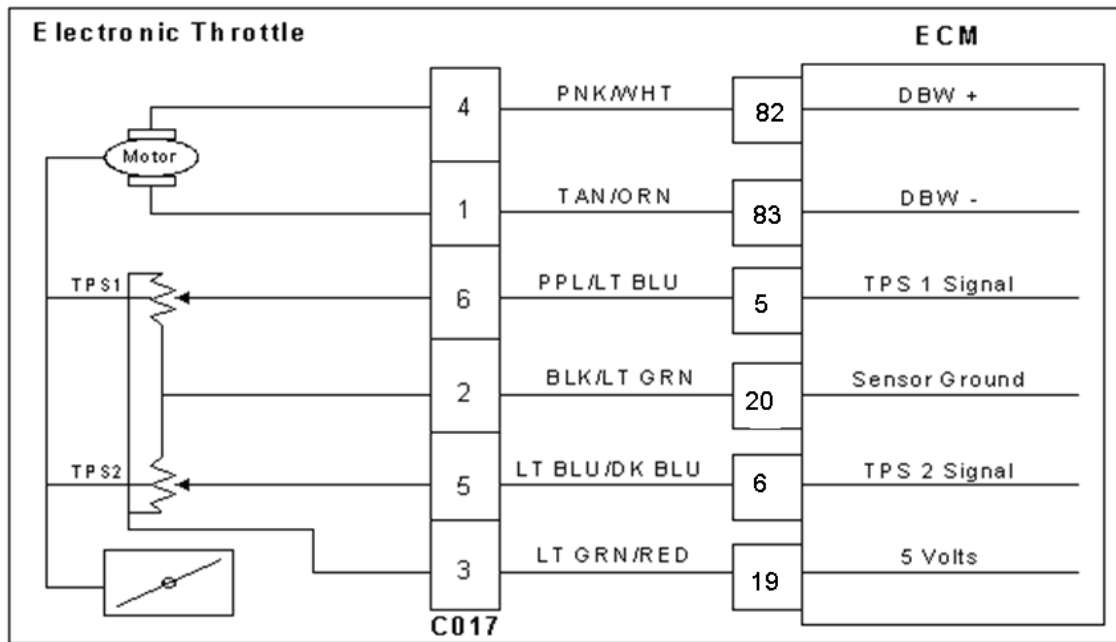 Electronic Throttle
ECM
4 PNK/WHT 82 DBW +
Motor
1 TAN/ORN 83 DBW -
TPS1 6 PPL/LT BLU 5 TPS 1 Signal
2 BLK/LT GRN 20 Sensor Ground
TPS2 5 LT BLU/DK BLU 6 TPS 2 Signal
3 LT GRN/RED 19 5 Volts
C017